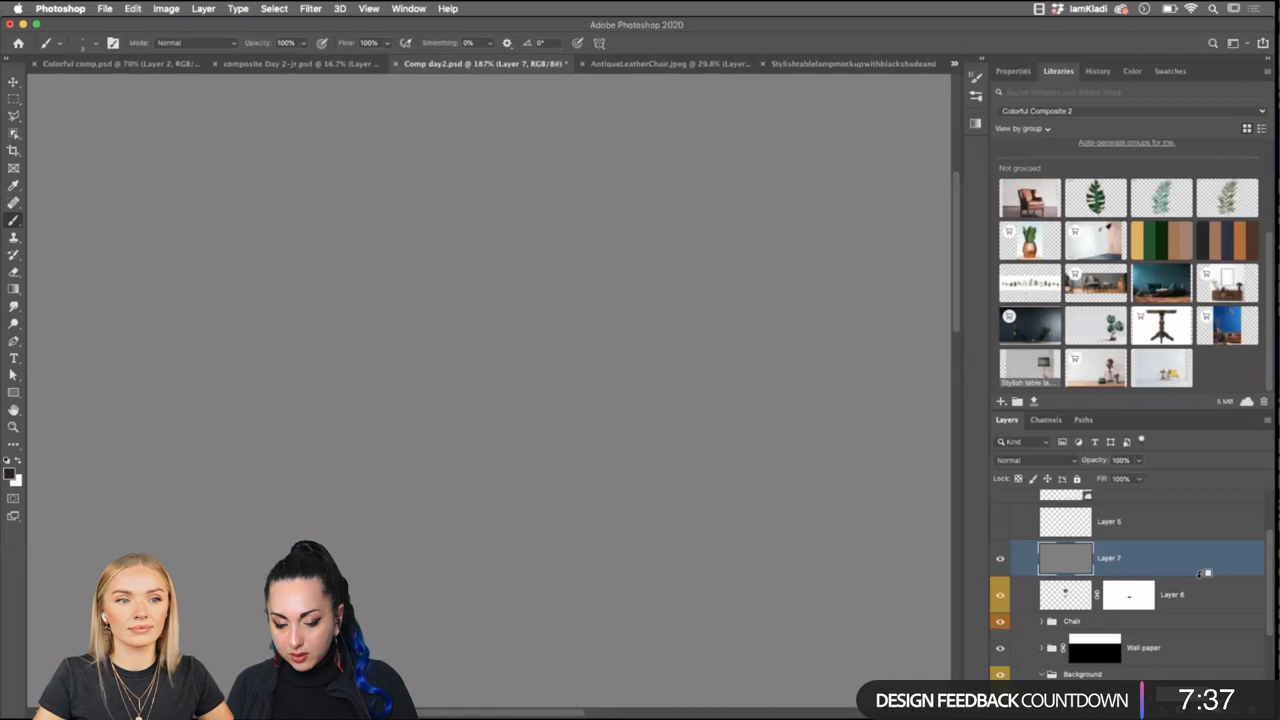 Photoshop File Edit Image Layer Type Select Filter 3D View Window Help IamKladi
Adobe Photoshop 2020
Mode: Normal Opacity: 100% Flow: 100% Smoothing: 0% 0°
Colorful comp.psd @ 70% (Layer 2, RGB/... composite Day 2-jr.psd @ 16.7% (Layer ... Comp day2.psd @ 187% (Layer 7, RGB/8#) * AntiqueLeatherChair.jpeg @ 29.8% (Layer... Stylishtablelampmockupwithblackshadeand
Properties Libraries History Color Swatches
Colorful Composite 2
View by group
Auto-generate groups for me.
Not grouped
Stylish table la...
5 MB
Layers Channels Paths
Kind
Normal Opacity: 100%
Lock: Fill: 100%
Layer 5
Layer 7
Layer 6
Chair
Wall paper
Background
DESIGN FEEDBACK COUNTDOWN 7:37